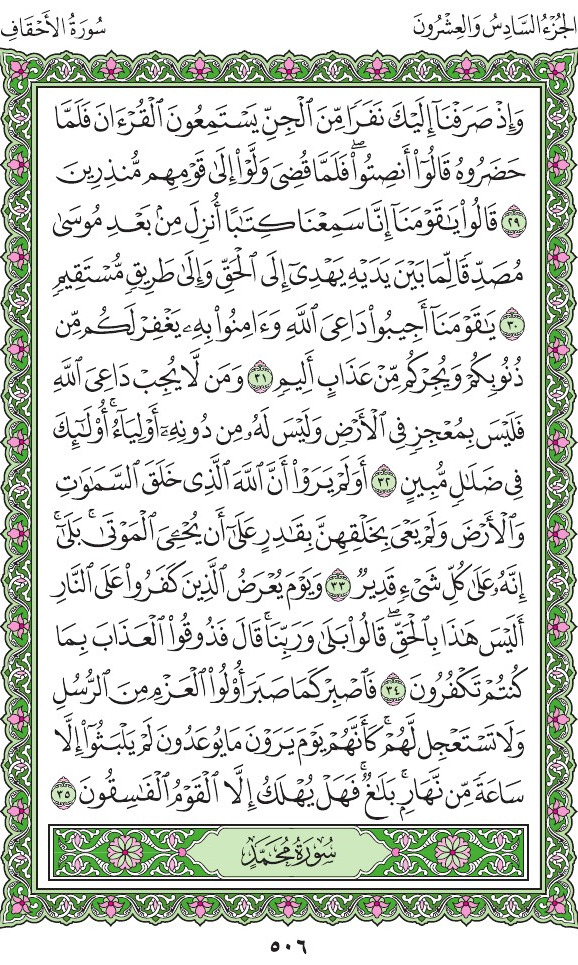 الجزء السادس والعشرون
سورة الأحقاف
وَإِذْ صَرَفْنَآ إِلَيْكَ نَفَرًا مِّنَ ٱلْجِنِّ يَسْتَمِعُونَ ٱلْقُرْءَانَ فَلَمَّا
حَضَرُوهُ قَالُوٓا۟ أَنصِتُوا۟ ۖ فَلَمَّا قُضِىَ وَلَّوْا۟ إِلَىٰ قَوْمِهِم مُّنذِرِينَ
٢٩ قَالُوا۟ يَٰقَوْمَنَآ إِنَّا سَمِعْنَا كِتَٰبًا أُنزِلَ مِنۢ بَعْدِ مُوسَىٰ
مُصَدِّقًا لِّمَا بَيْنَ يَدَيْهِ يَهْدِىٓ إِلَى ٱلْحَقِّ وَإِلَىٰ طَرِيقٍ مُّسْتَقِيمٍ
٣٠ يَٰقَوْمَنَآ أَجِيبُوا۟ دَاعِىَ ٱللَّهِ وَءَامِنُوا۟ بِهِۦ يَغْفِرْ لَكُم مِّن
ذُنُوبِكُمْ وَيُجِرْكُم مِّنْ عَذَابٍ أَلِيمٍ ٣١ وَمَن لَّا يُجِبْ دَاعِىَ ٱللَّهِ
فَلَيْسَ بِمُعْجِزٍ فِى ٱلْأَرْضِ وَلَيْسَ لَهُۥ مِن دُونِهِۦٓ أَوْلِيَآءُ ۚ أُو۟لَٰٓئِكَ
فِى ضَلَٰلٍ مُّبِينٍ ٣٢ أَوَلَمْ يَرَوْا۟ أَنَّ ٱللَّهَ ٱلَّذِى خَلَقَ ٱلسَّمَٰوَٰتِ
وَٱلْأَرْضَ وَلَمْ يَعْىَ بِخَلْقِهِنَّ بِقَٰدِرٍ عَلَىٰٓ أَن يُحْـِۧىَ ٱلْمَوْتَىٰ ۚ بَلَىٰٓ
إِنَّهُۥ عَلَىٰ كُلِّ شَىْءٍ قَدِيرٌ ٣٣ وَيَوْمَ يُعْرَضُ ٱلَّذِينَ كَفَرُوا۟ عَلَى ٱلنَّارِ
أَلَيْسَ هَٰذَا بِٱلْحَقِّ ۖ قَالُوا۟ بَلَىٰ وَرَبِّنَا ۚ قَالَ فَذُوقُوا۟ ٱلْعَذَابَ بِمَا
كُنتُمْ تَكْفُرُونَ ٣٤ فَٱصْبِرْ كَمَا صَبَرَ أُو۟لُوا۟ ٱلْعَزْمِ مِنَ ٱلرُّسُلِ
وَلَا تَسْتَعْجِل لَّهُمْ ۚ كَأَنَّهُمْ يَوْمَ يَرَوْنَ مَا يُوعَدُونَ لَمْ يَلْبَثُوٓا۟ إِلَّا
سَاعَةً مِّن نَّهَارٍۭ ۚ بَلَٰغٌ ۚ فَهَلْ يُهْلَكُ إِلَّا ٱلْقَوْمُ ٱلْفَٰسِقُونَ ٣٥
سُورَةُ مُحَمَّدٍ
٥٠٦